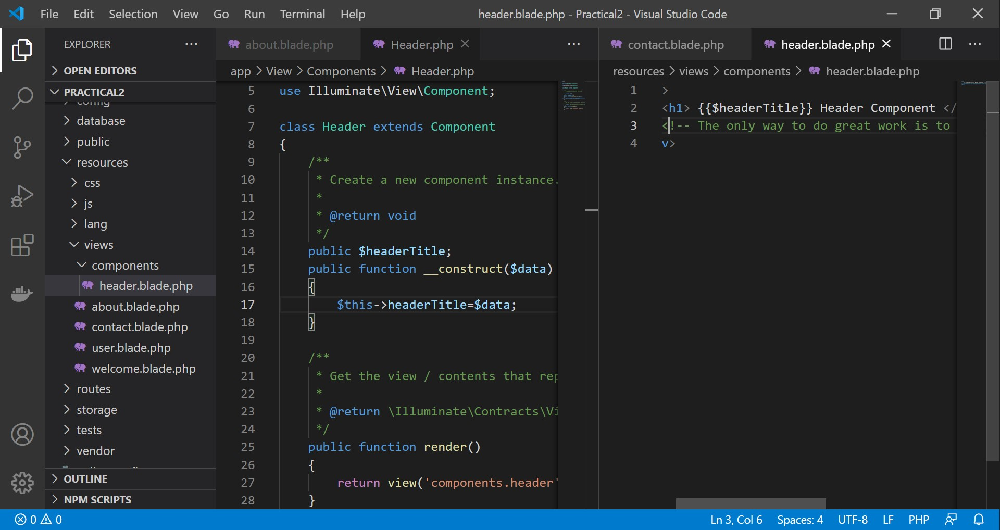 File Edit Selection View Go Run Terminal Help
header.blade.php - Practical2 - Visual Studio Code
EXPLORER
OPEN EDITORS
PRACTICAL2
config
database
public
resources
css
js
lang
views
components
header.blade.php
about.blade.php
contact.blade.php
user.blade.php
welcome.blade.php
routes
storage
tests
vendor
OUTLINE
NPM SCRIPTS
about.blade.php Header.php
app > View > Components > Header.php
5 use Illuminate\View\Component;
6
7 class Header extends Component
8 {
9 /**
10 * Create a new component instance.
11 *
12 * @return void
13 */
14 public $headerTitle;
15 public function __construct($data)
16 {
17 $this->headerTitle=$data;
18 }
19
20 /**
21 * Get the view / contents that rep
22 *
23 * @return \Illuminate\Contracts\Vi
24 */
25 public function render()
26 {
27 return view('components.header'
28 }
contact.blade.php header.blade.php
resources > views > components > header.blade.php
1 >
2 <h1> {{$headerTitle}} Header Component </
3 <!-- The only way to do great work is to
4 v>
0 0
Ln 3, Col 6 Spaces: 4 UTF-8 LF PHP